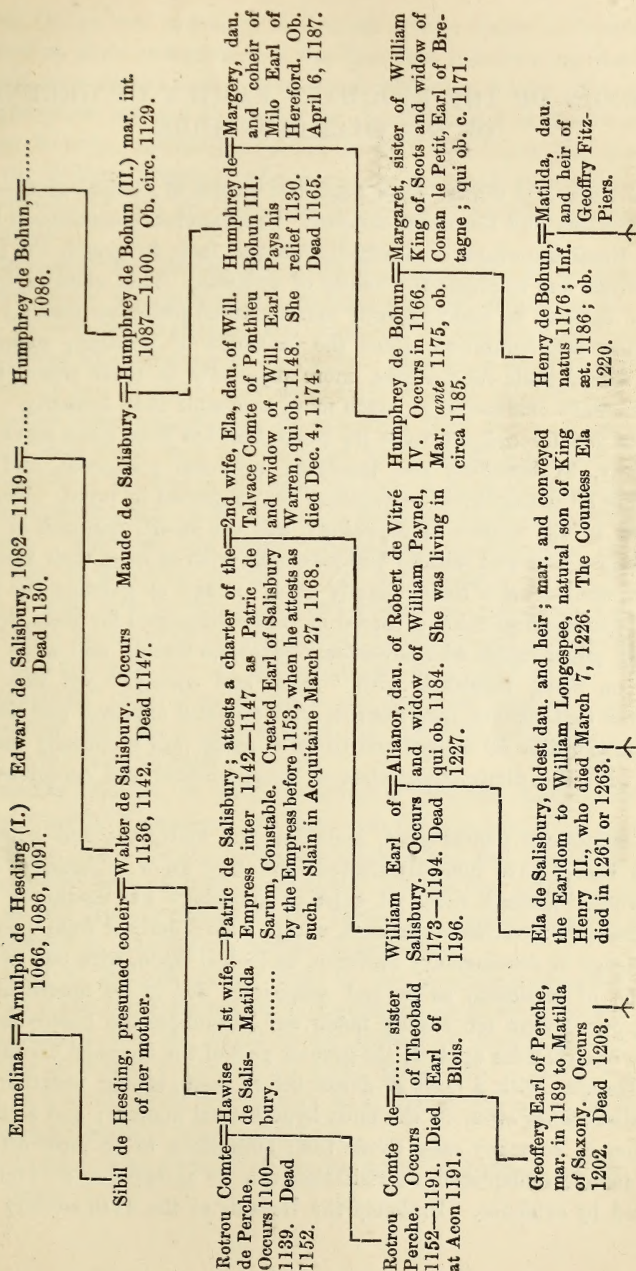 Emmelina.═Arnulph de Hesding (I.)
1066, 1086, 1091.
Edward de Salisbury, 1082—1119.═......
Dead 1130.
Humphrey de Bohun,═......
1086.
Sibil de Hesding, presumed coheir═Walter de Salisbury. Occurs
of her mother.
1136, 1142. Dead 1147.
Maude de Salisbury.═Humphrey de Bohun (II.) mar. int.
1087—1100. Ob. circ. 1129.
Rotrou Comte═Hawise
de Perche.
Occurs 1100—
1139. Dead
1152.
de Salis-
bury.
1st wife,═Patric de Salisbury; attests a charter of the═2nd wife, Ela, dau. of Will.
Matilda
.........
Empress inter 1142—1147 as Patric de
Sarum, Constable. Created Earl of Salisbury
by the Empress before 1153, when he attests as
such. Slain in Acquitaine March 27, 1168.
Talvace Comte of Ponthieu
and widow of Will. Earl
Warren, qui ob. 1148. She
died Dec. 4, 1174.
Humphrey de═Margery, dau.
Bohun III.
Pays his
relief 1130.
Dead 1165.
and coheir of
Milo Earl of
Hereford. Ob.
April 6, 1187.
Rotrou Comte de═...... sister
Perche. Occurs
1152—1191. Died
at Acon 1191.
of Theobald
Earl of
Blois.
William Earl of═Alianor, dau. of Robert de Vitré
Salisbury. Occurs
1173—1194. Dead
1196.
and widow of William Paynel,
qui ob. 1184. She was living in
1227.
Humphrey de Bohun═Margaret, sister of William
IV. Occurs in 1166.
Mar. ante 1175, ob.
circa 1185.
King of Scots and widow of
Conan le Petit, Earl of Bre-
tagne; qui ob. c. 1171.
Geoffery Earl of Perche,
mar. in 1189 to Matilda
of Saxony. Occurs
1202. Dead 1203.
Ela de Salisbury, eldest dau. and heir; mar. and conveyed
the Earldom to William Longespee, natural son of King
Henry II., who died March 7, 1226. The Countess Ela
died in 1261 or 1263.
Henry de Bohun,═Matilda, dau.
natus 1176; Inf.
æt. 1186; ob.
1220.
and heir of
Geoffry Fitz-
Piers.